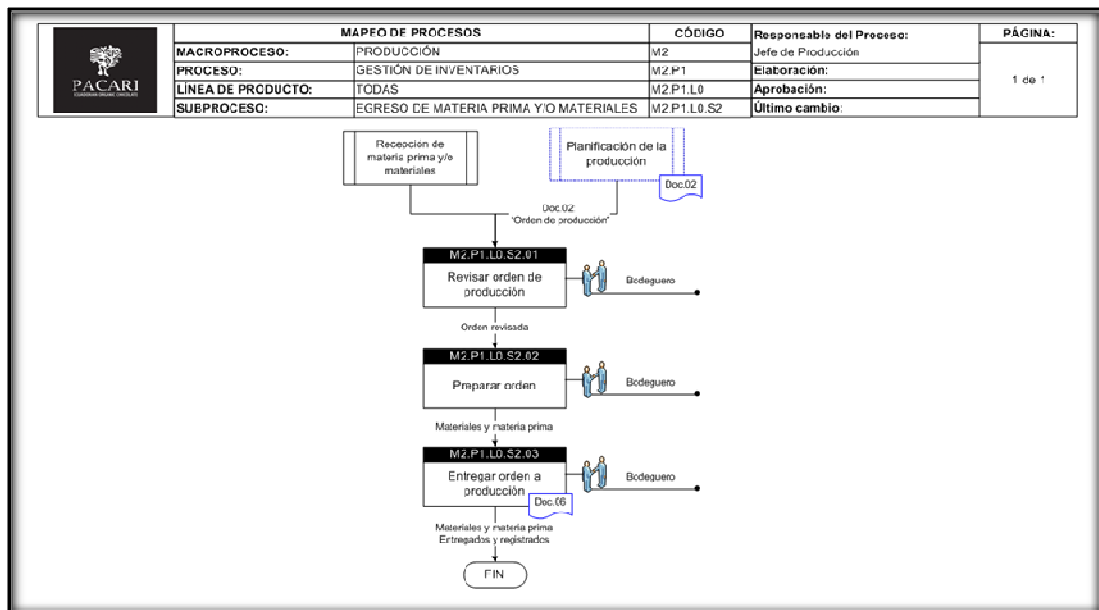 MAPEO DE PROCESOS
CÓDIGO
Responsable del Proceso:
PÁGINA:
MACROPROCESO:
PRODUCCIÓN
M2
Jefe de Producción
PROCESO:
GESTIÓN DE INVENTARIOS
M2.P1
Elaboración:
1 de 1
LÍNEA DE PRODUCTO:
TODAS
M2.P1.L0
Aprobación:
SUBPROCESO:
EGRESO DE MATERIA PRIMA Y/O MATERIALES
M2.P1.L0.S2
Último cambio:
PACARI
ECUADORIAN ORGANIC CHOCOLATE
Recepción de
materia prima y/o
materiales
Planificación de la
producción
Doc.02
Doc.02
"Orden de producción"
M2.P1.L0.S2.01
Revisar orden de
producción
Bodeguero
Orden revisada
M2.P1.L0.S2.02
Preparar orden
Bodeguero
Materiales y materia prima
M2.P1.L0.S2.03
Entregar orden a
producción
Doc.06
Bodeguero
Materiales y materia prima
Entregados y registrados
FIN